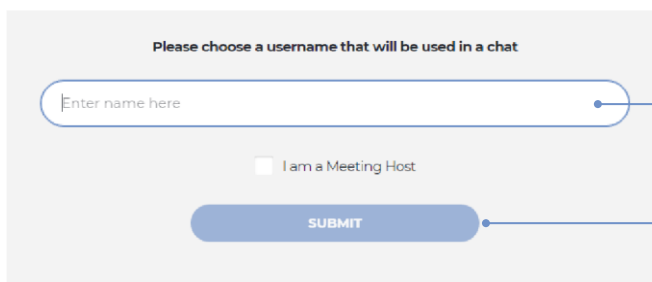 Please choose a username that will be used in a chat
Enter name here
I am a Meeting Host
SUBMIT